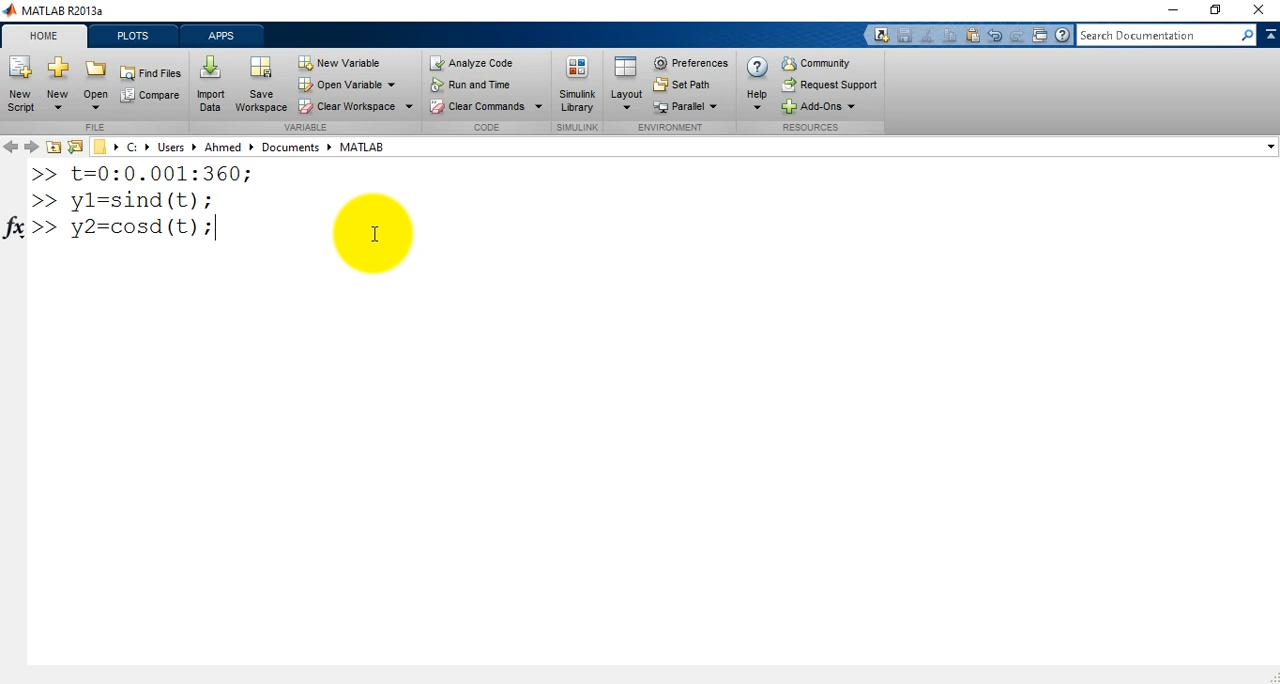 MATLAB R2013a
HOME PLOTS APPS Search Documentation
New Script New Open Find Files Compare Import Data Save Workspace New Variable Open Variable Clear Workspace Analyze Code Run and Time Clear Commands Simulink Library Layout Preferences Set Path Parallel Help Community Request Support Add-Ons
FILE VARIABLE CODE SIMULINK ENVIRONMENT RESOURCES
C: Users Ahmed Documents MATLAB
>> t=0:0.001:360;
>> y1=sind(t);
fx >> y2=cosd(t);